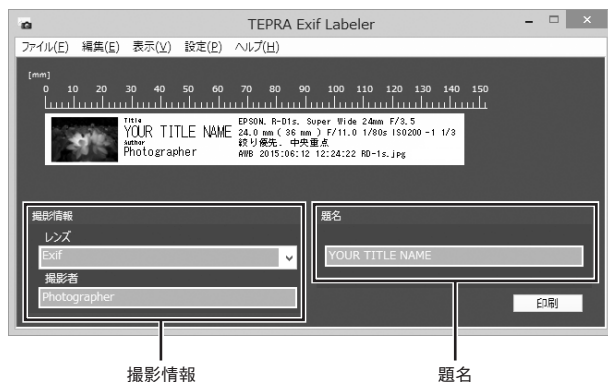 TEPRA Exif Labeler
ファイル(F) 編集(E) 表示(V) 設定(P) ヘルプ(H)
[mm]
0 10 20 30 40 50 60 70 80 90 100 110 120 130 140 150
Title
YOUR TITLE NAME
Author
Photographer
EPSON. R-D1s. Super Wide 24mm F/3.5
24.0 mm ( 36 mm ) F/11.0 1/80s ISO200 -1 1/3
絞り優先. 中央重点
AWB 2015:06:12 12:24:22 RD-1s.jpg
撮影情報
レンズ
Exif
撮影者
Photographer
題名
YOUR TITLE NAME
印刷
撮影情報
題名